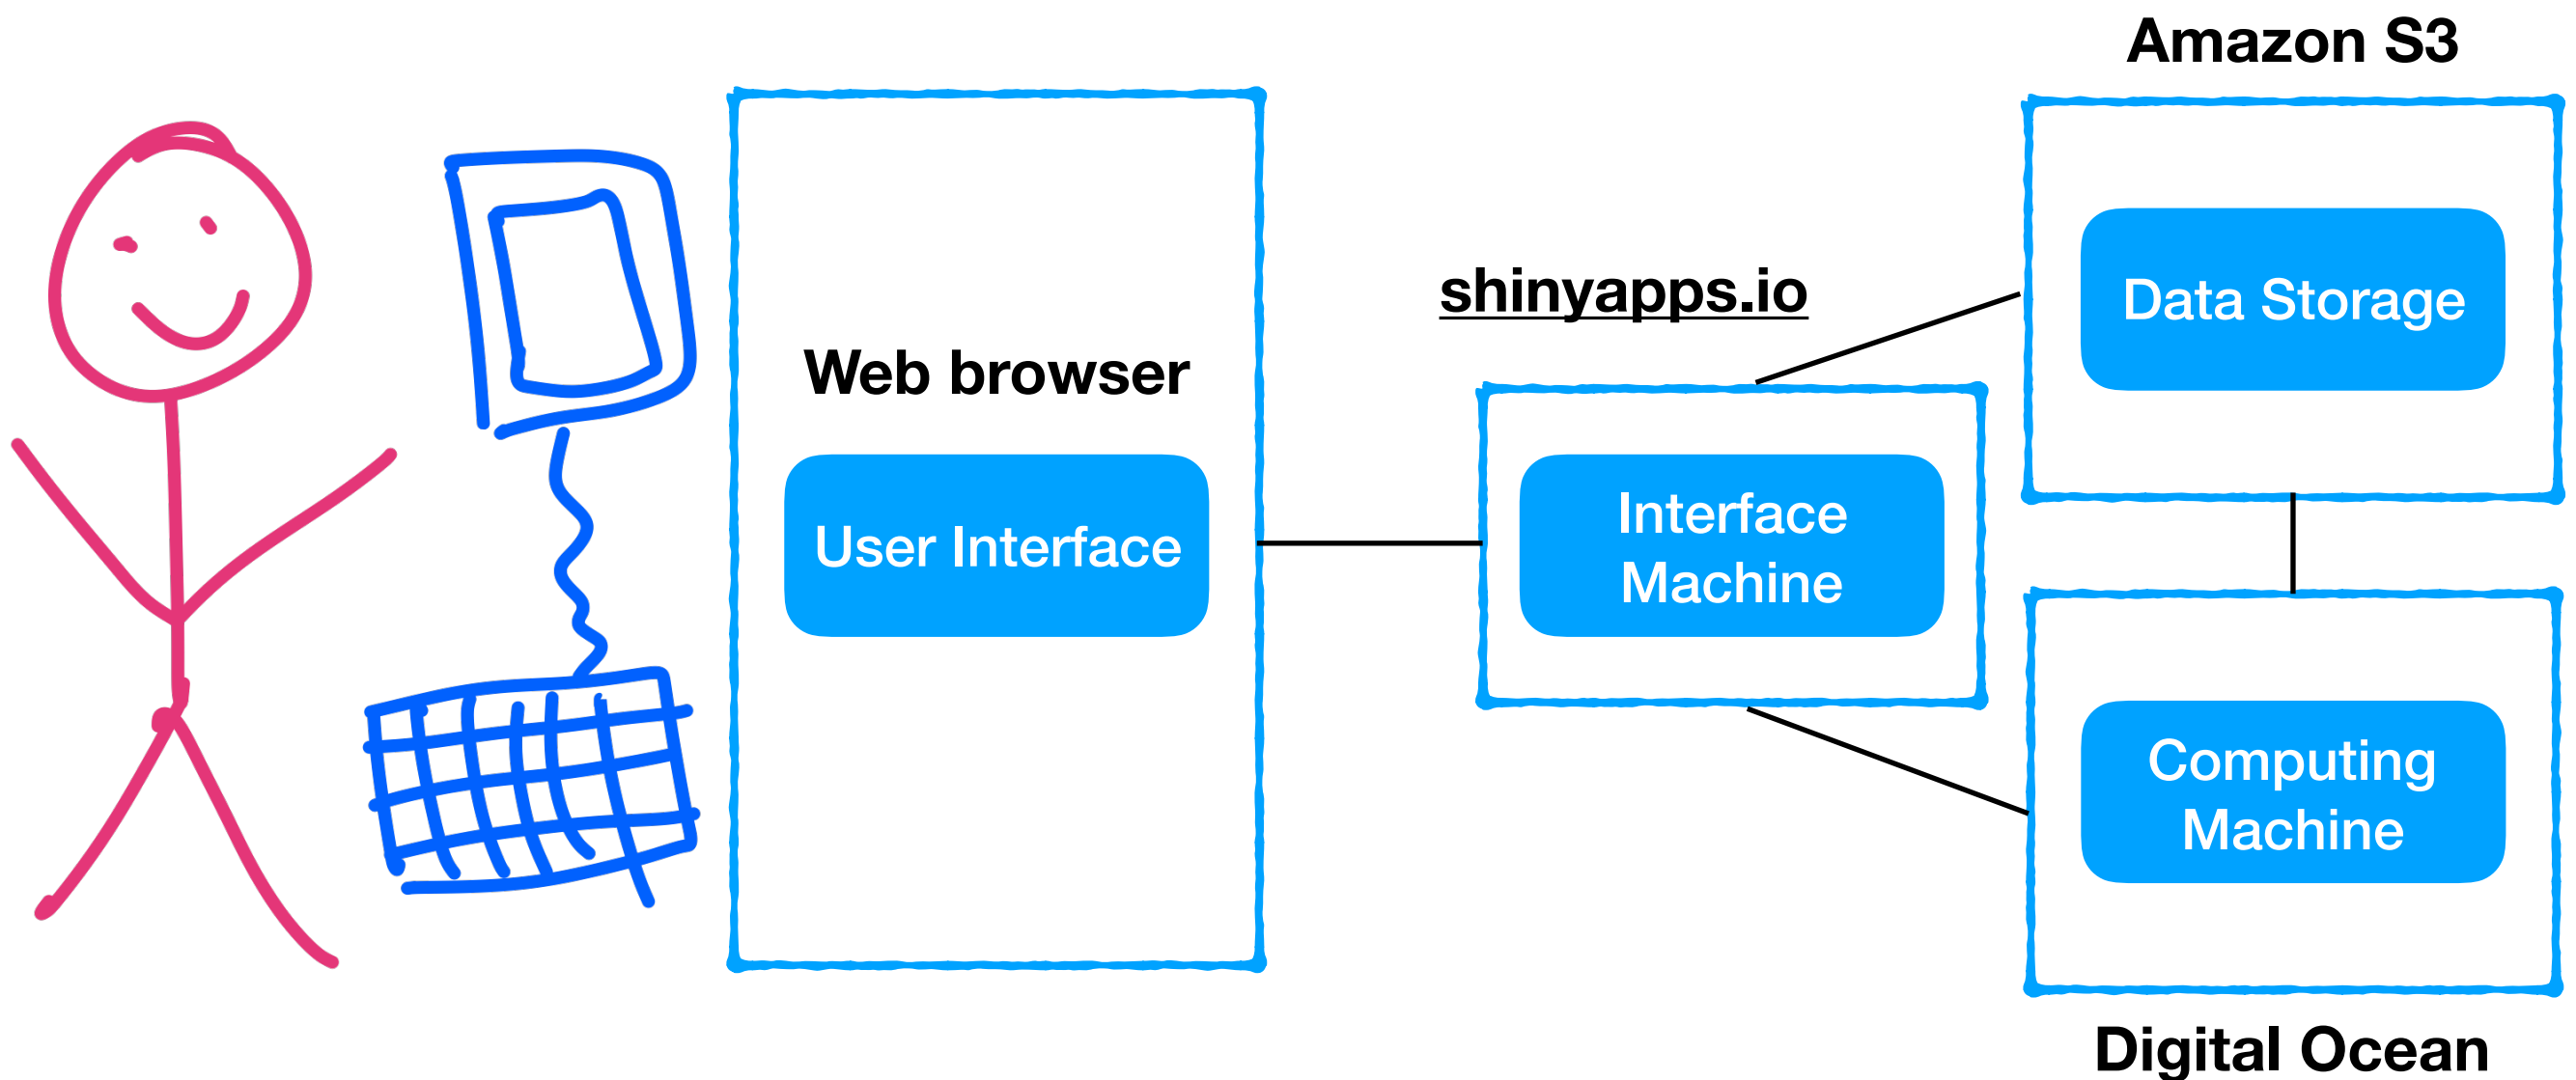 Web browser
User Interface
shinyapps.io
Interface
Machine
Amazon S3
Data Storage
Computing
Machine
Digital Ocean